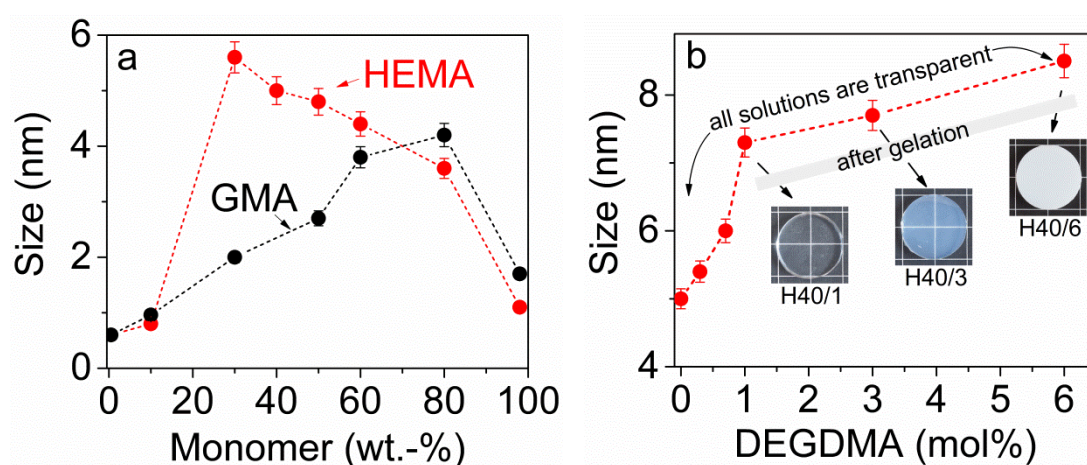 a
HEMA
GMA
Size (nm)
6
4
2
0
0
20
40
60
80
100
Monomer (wt.-%)
b
all solutions are transparent
after gelation
H40/1
H40/3
H40/6
Size (nm)
8
6
4
0
1
2
3
4
5
6
DEGDMA (mol%)